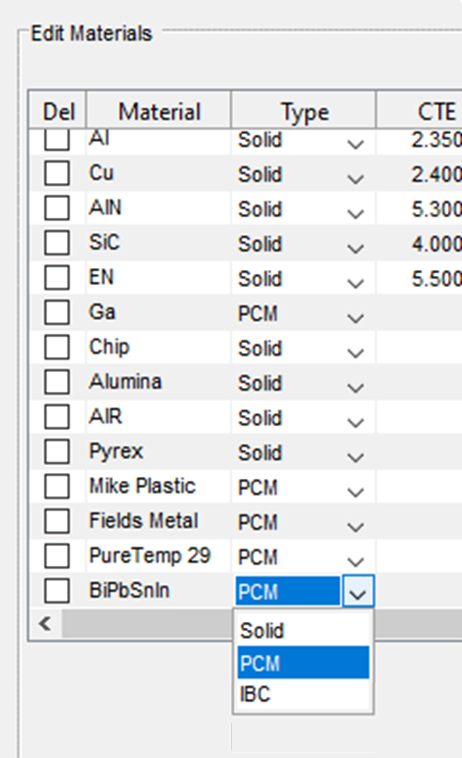 Edit Materials
Del Material Type CTE
Al Solid 2.350
Cu Solid 2.400
AlN Solid 5.300
SiC Solid 4.000
EN Solid 5.500
Ga PCM
Chip Solid
Alumina Solid
AIR Solid
Pyrex Solid
Mike Plastic PCM
Fields Metal PCM
PureTemp 29 PCM
BiPbSnIn PCM
Solid
PCM
IBC